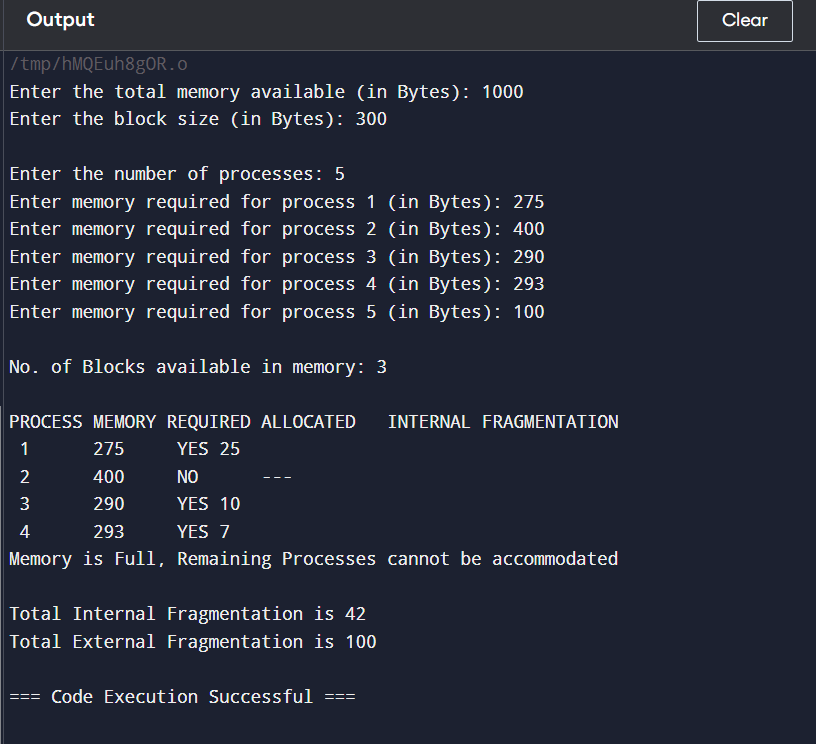 Output
Clear
/tmp/hMQEuh8gOR.o
Enter the total memory available (in Bytes): 1000
Enter the block size (in Bytes): 300
Enter the number of processes: 5
Enter memory required for process 1 (in Bytes): 275
Enter memory required for process 2 (in Bytes): 400
Enter memory required for process 3 (in Bytes): 290
Enter memory required for process 4 (in Bytes): 293
Enter memory required for process 5 (in Bytes): 100
No. of Blocks available in memory: 3
PROCESS MEMORY REQUIRED ALLOCATED   INTERNAL FRAGMENTATION
1      275     YES 25
2      400     NO      ---
3      290     YES 10
4      293     YES 7
Memory is Full, Remaining Processes cannot be accommodated
Total Internal Fragmentation is 42
Total External Fragmentation is 100
=== Code Execution Successful ===